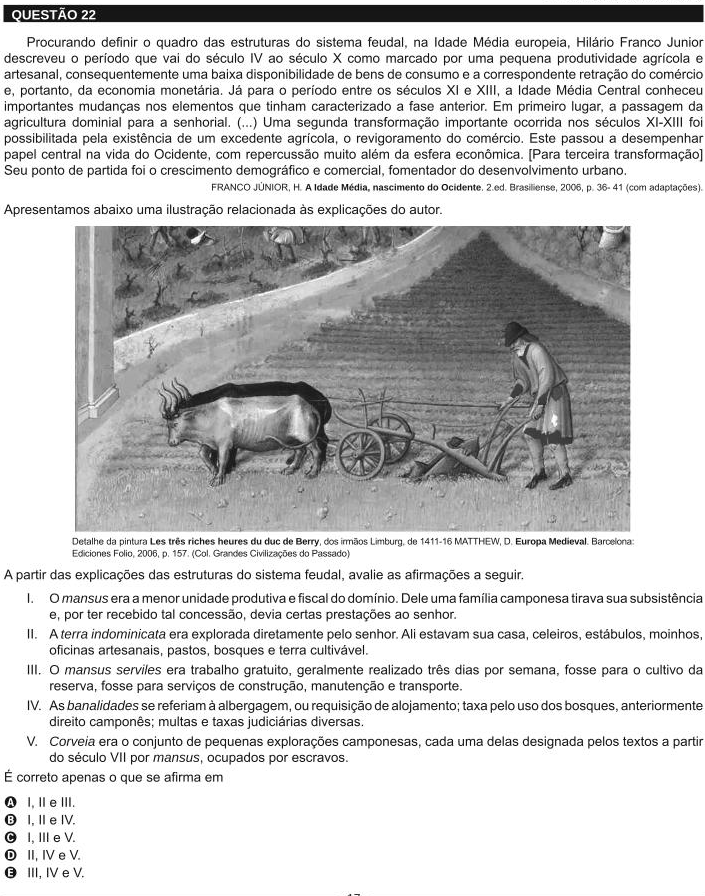 QUESTÃO 22
Procurando definir o quadro das estruturas do sistema feudal, na Idade Média europeia, Hilário Franco Junior
descreveu o período que vai do século IV ao século X como marcado por uma pequena produtividade agrícola e
artesanal, consequentemente uma baixa disponibilidade de bens de consumo e a correspondente retração do comércio
e, portanto, da economia monetária. Já para o período entre os séculos XI e XIII, a Idade Média Central conheceu
importantes mudanças nos elementos que tinham caracterizado a fase anterior. Em primeiro lugar, a passagem da
agricultura dominial para a senhorial. (...) Uma segunda transformação importante ocorrida nos séculos XI-XIII foi
possibilitada pela existência de um excedente agrícola, o revigoramento do comércio. Este passou a desempenhar
papel central na vida do Ocidente, com repercussão muito além da esfera econômica. [Para terceira transformação]
Seu ponto de partida foi o crescimento demográfico e comercial, fomentador do desenvolvimento urbano.
FRANCO JÚNIOR, H. A Idade Média, nascimento do Ocidente. 2.ed. Brasiliense, 2006, p. 36- 41 (com adaptações).
Apresentamos abaixo uma ilustração relacionada às explicações do autor.
Detalhe da pintura Les três riches heures du duc de Berry, dos irmãos Limburg, de 1411-16 MATTHEW, D. Europa Medieval. Barcelona:
Ediciones Folio, 2006, p. 157. (Col. Grandes Civilizações do Passado)
A partir das explicações das estruturas do sistema feudal, avalie as afirmações a seguir.
I. O mansus era a menor unidade produtiva e fiscal do domínio. Dele uma família camponesa tirava sua subsistência
e, por ter recebido tal concessão, devia certas prestações ao senhor.
II. A terra indominicata era explorada diretamente pelo senhor. Ali estavam sua casa, celeiros, estábulos, moinhos,
oficinas artesanais, pastos, bosques e terra cultivável.
III. O mansus serviles era trabalho gratuito, geralmente realizado três dias por semana, fosse para o cultivo da
reserva, fosse para serviços de construção, manutenção e transporte.
IV. As banalidades se referiam à albergagem, ou requisição de alojamento; taxa pelo uso dos bosques, anteriormente
direito camponês; multas e taxas judiciárias diversas.
V. Corveia era o conjunto de pequenas explorações camponesas, cada uma delas designada pelos textos a partir
do século VII por mansus, ocupados por escravos.
É correto apenas o que se afirma em
A I, II e III.
B I, II e IV.
C I, III e V.
D II, IV e V.
E III, IV e V.